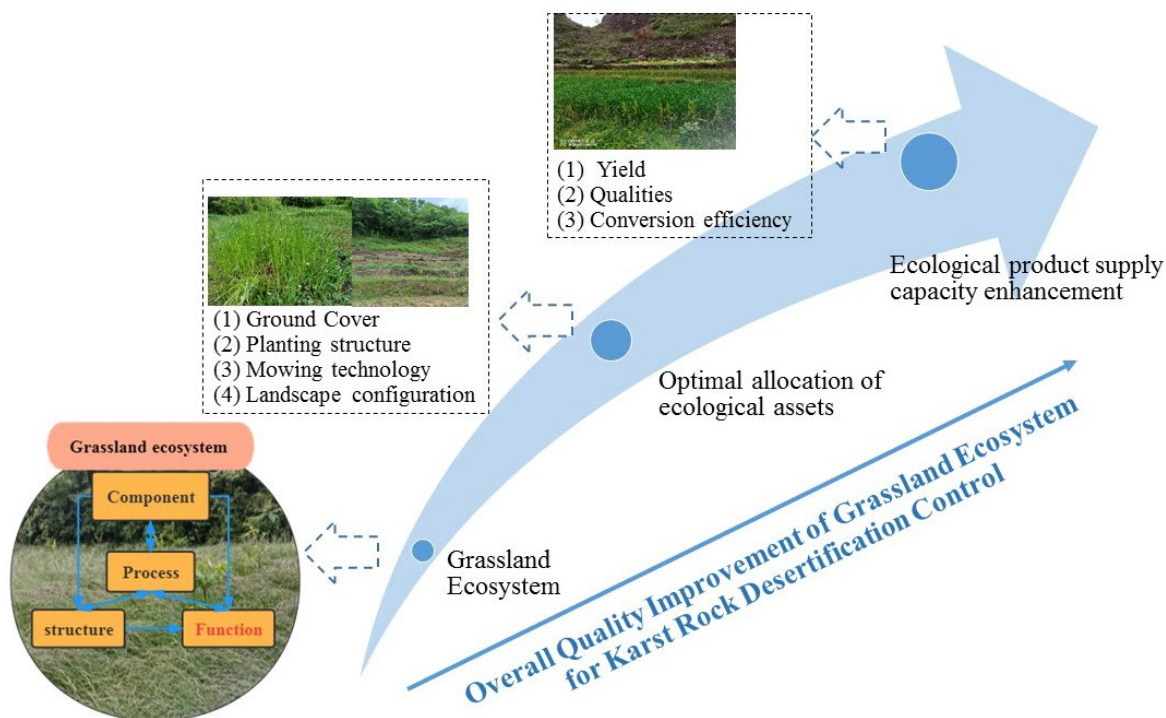 (1) Yield
(2) Qualities
(3) Conversion efficiency
Ecological product supply
capacity enhancement
(1) Ground Cover
(2) Planting structure
(3) Mowing technology
(4) Landscape configuration
Optimal allocation of
ecological assets
Grassland ecosystem
Component
Process
structure
Function
Grassland
Ecosystem
Overall Quality Improvement of Grassland Ecosystem
for Karst Rock Desertification Control